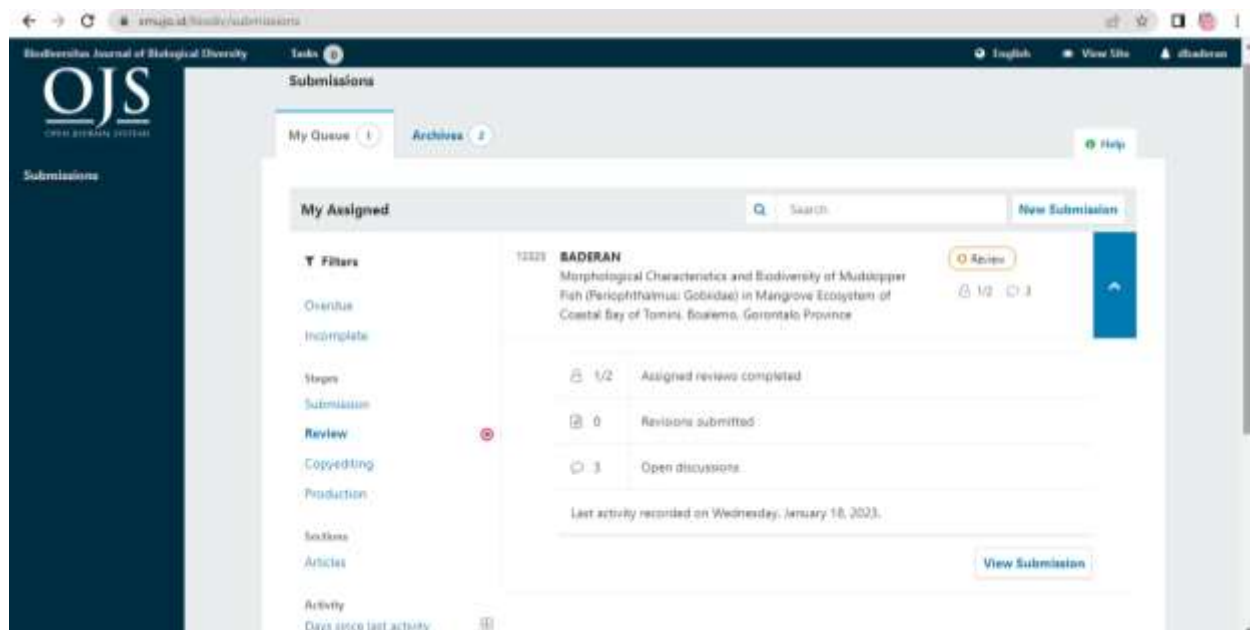 smujo.id/biodiv/submissions
Biodiversitas Journal of Biological Diversity
Tasks 0
English
View Site
dbaderan
OJS
OPEN JOURNAL SYSTEMS
Submissions
Submissions
My Queue 1
Archives 2
Help
My Assigned
Search
New Submission
Filters
Overdue
Incomplete
Stages
Submission
Review
Copyediting
Production
Sections
Articles
Activity
Days since last activity
BADERAN
Review
Morphological Characteristics and Biodiversity of Mudskipper
Fish (Periophthalmus: Gobiidae) in Mangrove Ecosystem of
Coastal Bay of Tomini, Boalemo, Gorontalo Province
1/2 3
1/2 Assigned reviews completed
0 Revisions submitted
3 Open discussions
Last activity recorded on Wednesday, January 18, 2023.
View Submission